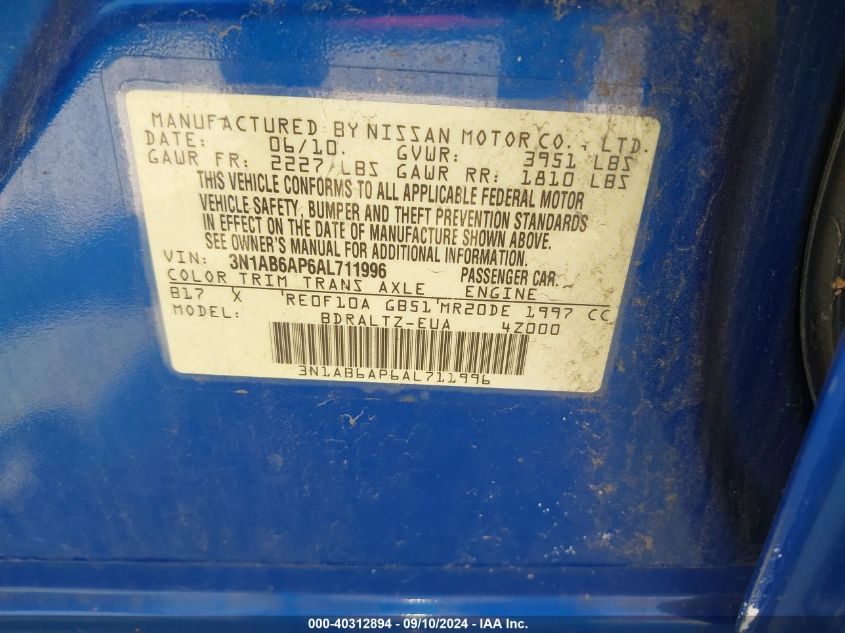 MANUFACTURED BY NISSAN MOTOR CO., LTD.
DATE: 06/10. GVWR: 3951 LBS
GAWR FR: 2227 LBS GAWR RR: 1810 LBS
THIS VEHICLE CONFORMS TO ALL APPLICABLE FEDERAL MOTOR
VEHICLE SAFETY, BUMPER AND THEFT PREVENTION STANDARDS
IN EFFECT ON THE DATE OF MANUFACTURE SHOWN ABOVE.
SEE OWNER'S MANUAL FOR ADDITIONAL INFORMATION.
VIN: 3N1AB6AP6AL711996 PASSENGER CAR.
COLOR TRIM TRANS AXLE ENGINE
B17 X RE0F10A GB51 MR20DE 1997 CC
MODEL: BDRALTZ-EUA 4Z000
3N1AB6AP6AL711996
000-40312894 - 09/10/2024 - IAA Inc.